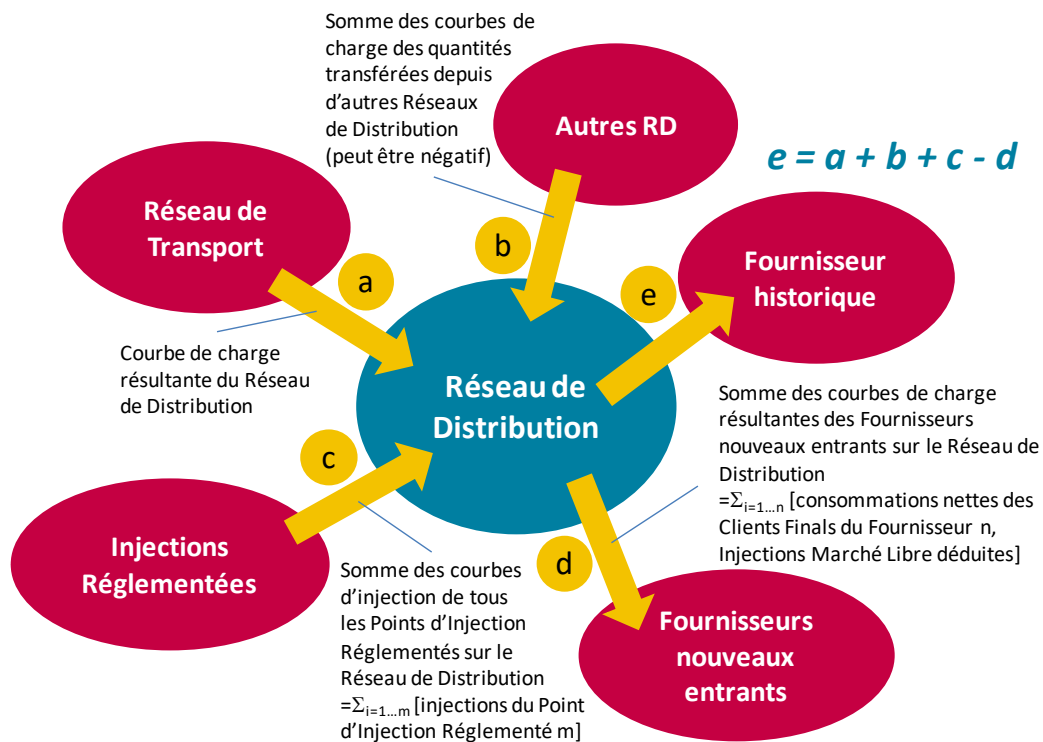 Somme des courbes de
charge des quantités
transférées depuis
d'autres Réseaux
de Distribution
(peut être négatif)
Autres RD
e = a + b + c - d
Réseau de
Transport
a
b
e
Fournisseur
historique
Courbe de charge
résultante du Réseau
de Distribution
Réseau de
Distribution
Somme des courbes de charge
résultantes des Fournisseurs
nouveaux entrants sur le Réseau de
Distribution
=Σi=1…n [consommations nettes des
Clients Finals du Fournisseur n,
Injections Marché Libre déduites]
c
Injections
Réglementées
d
Somme des courbes
d'injection de tous
les Points d'Injection
Réglementés sur le
Réseau de Distribution
=Σi=1…m [injections du Point
d'Injection Réglementé m]
Fournisseurs
nouveaux
entrants